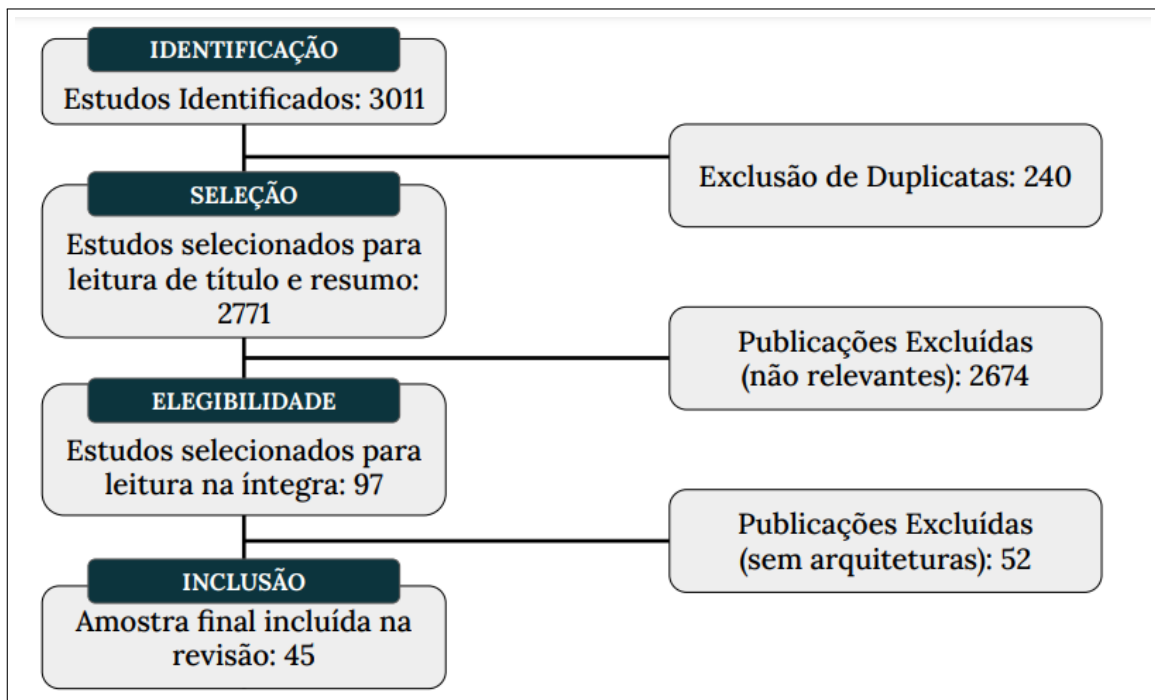 IDENTIFICAÇÃO
Estudos Identificados: 3011
Exclusão de Duplicatas: 240
SELEÇÃO
Estudos selecionados para
leitura de título e resumo:
2771
Publicações Excluídas
(não relevantes): 2674
ELEGIBILIDADE
Estudos selecionados para
leitura na íntegra: 97
Publicações Excluídas
(sem arquiteturas): 52
INCLUSÃO
Amostra final incluída na
revisão: 45